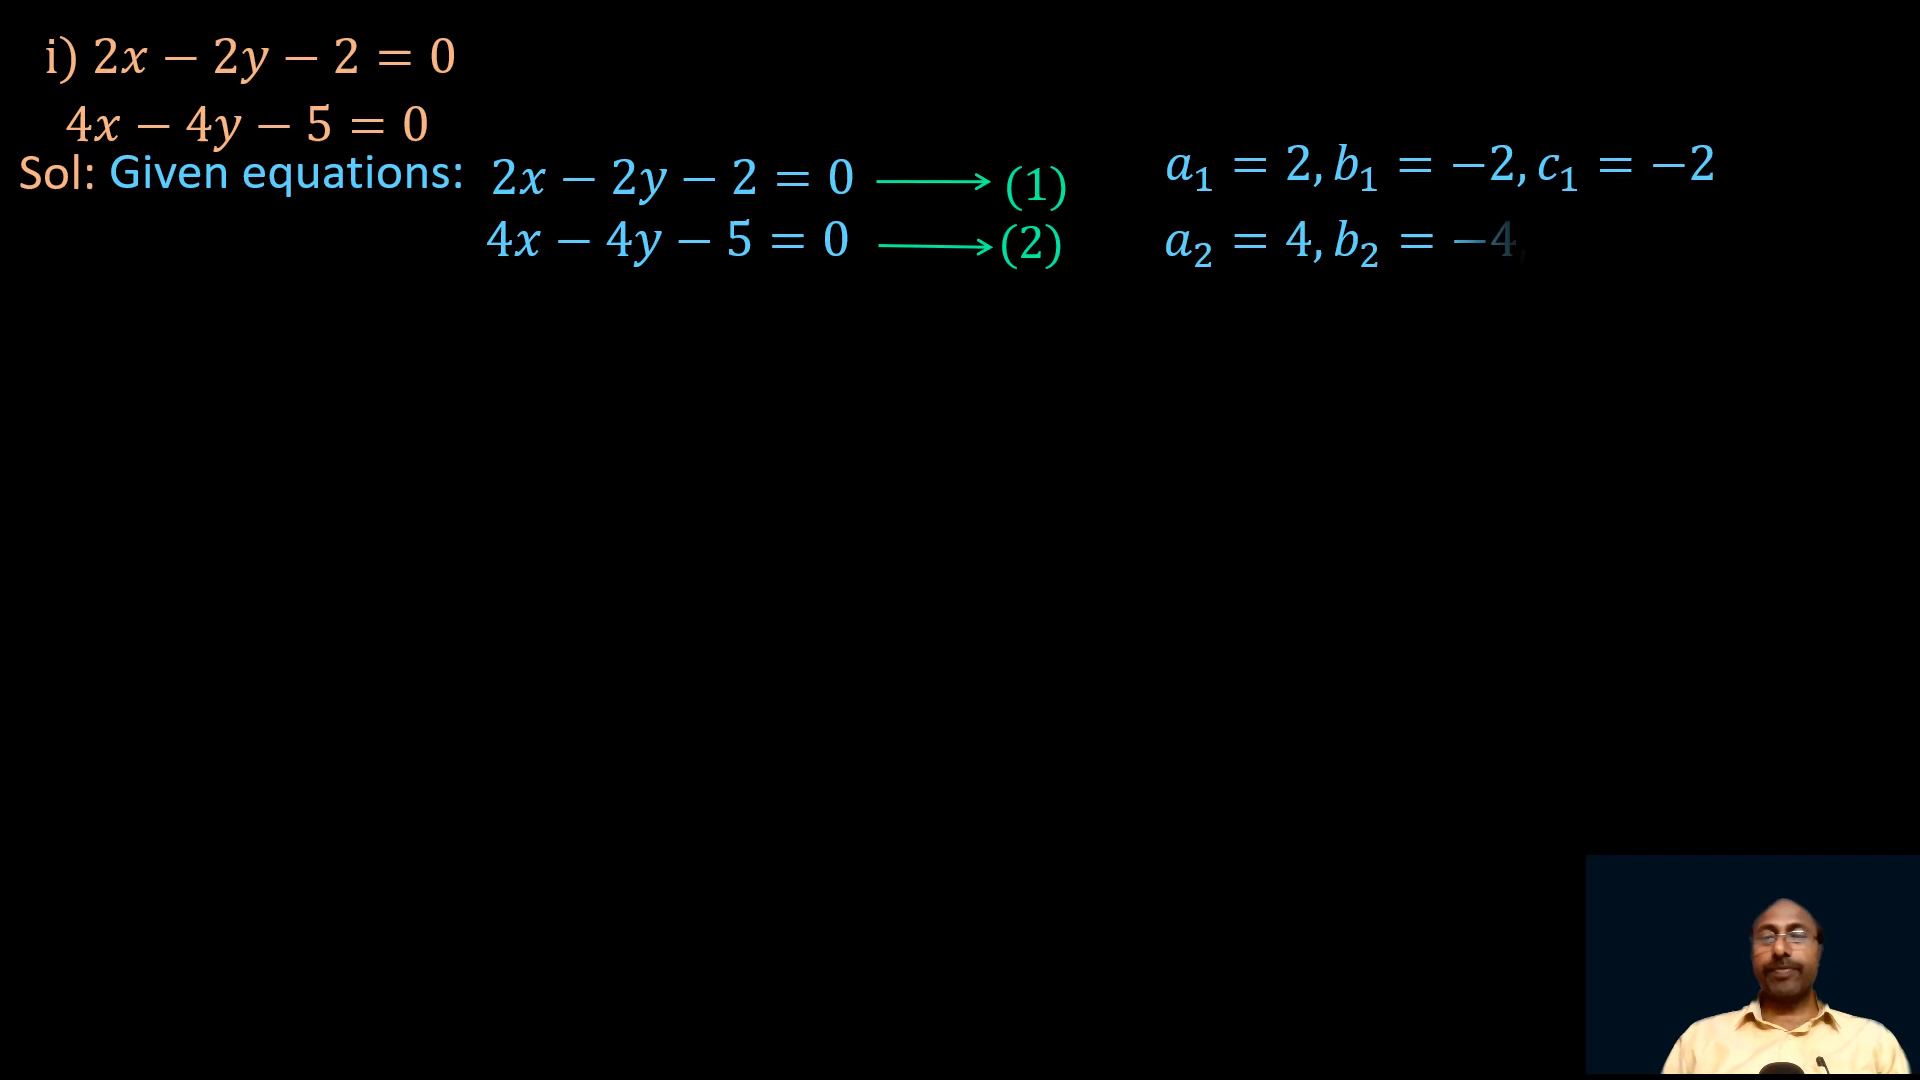 i) 2x − 2y − 2 = 0
4x − 4y − 5 = 0
Sol: Given equations: 2x − 2y − 2 = 0 ⟶ (1) a₁ = 2, b₁ = −2, c₁ = −2
4x − 4y − 5 = 0 ⟶ (2) a₂ = 4, b₂ = −4,